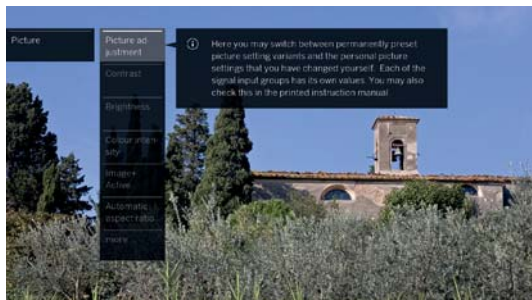 Picture
Picture ad
justment
Here you may switch between permanently preset
picture setting variants and the personal picture
settings that you have changed yourself. Each of the
signal input groups has its own values. You may also
check this in the printed instruction manual.
Contrast
Brightness
Colour inten-
sity
Image+
Active
Automatic
aspect ratio...
more